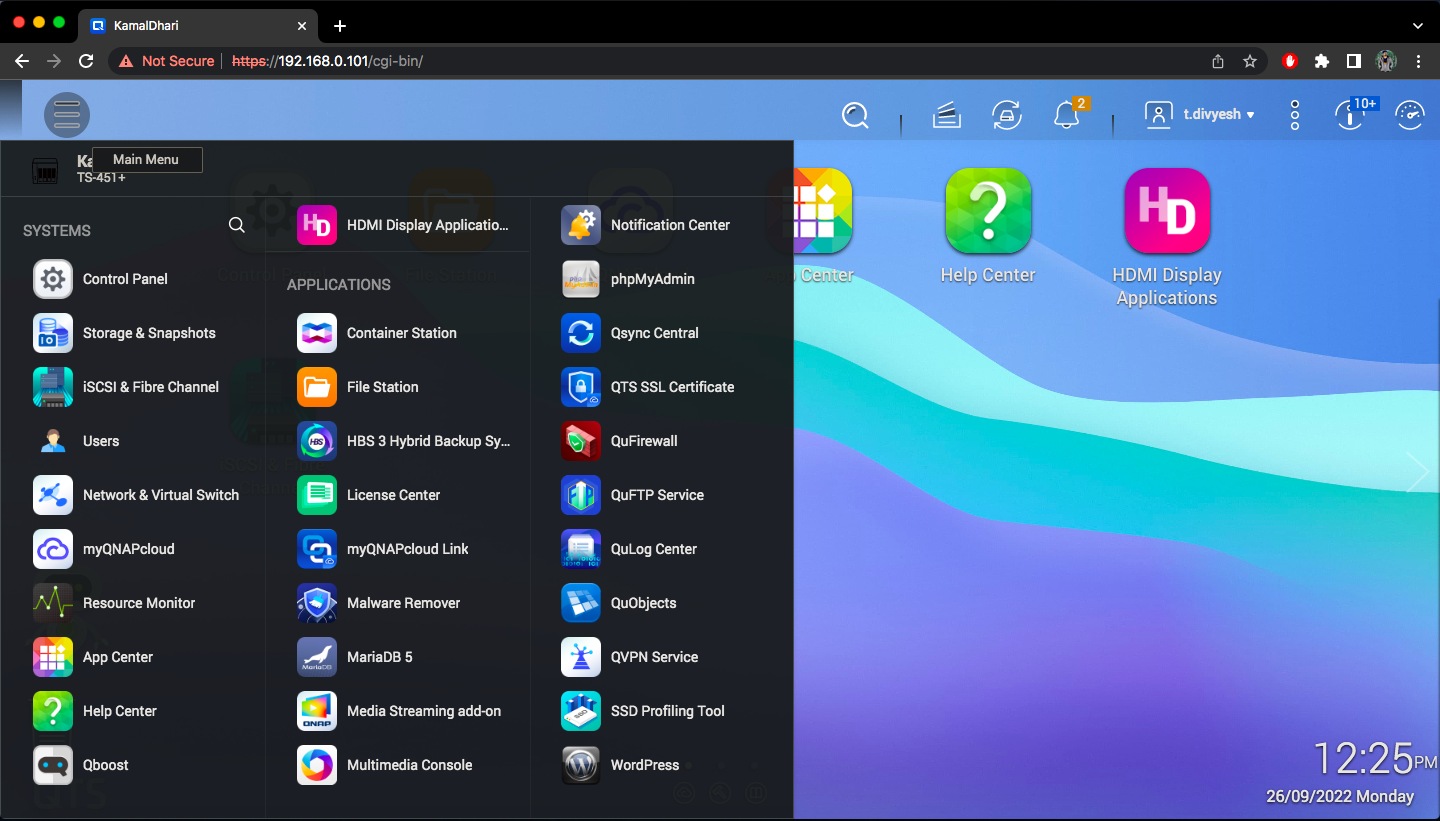 KamalDhari
Not Secure https://192.168.0.101/cgi-bin/
2
t.divyesh
10+
Main Menu
TS-451+
SYSTEMS
Control Panel
Storage & Snapshots
iSCSI & Fibre Channel
Users
Network & Virtual Switch
myQNAPcloud
Resource Monitor
App Center
Help Center
Qboost
HDMI Display Applicatio...
APPLICATIONS
Container Station
File Station
HBS 3 Hybrid Backup Sy...
License Center
myQNAPcloud Link
Malware Remover
MariaDB 5
Media Streaming add-on
Multimedia Console
Notification Center
phpMyAdmin
Qsync Central
QTS SSL Certificate
QuFirewall
QuFTP Service
QuLog Center
QuObjects
QVPN Service
SSD Profiling Tool
WordPress
Center
Help Center
HD
HDMI Display
Applications
12:25PM
26/09/2022 Monday